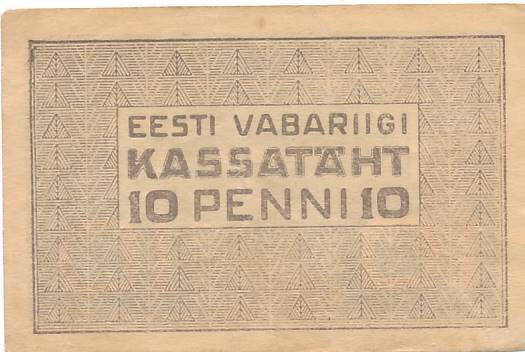 EESTI VABARIIGI
KASSATÄHT
10 PENNI 10